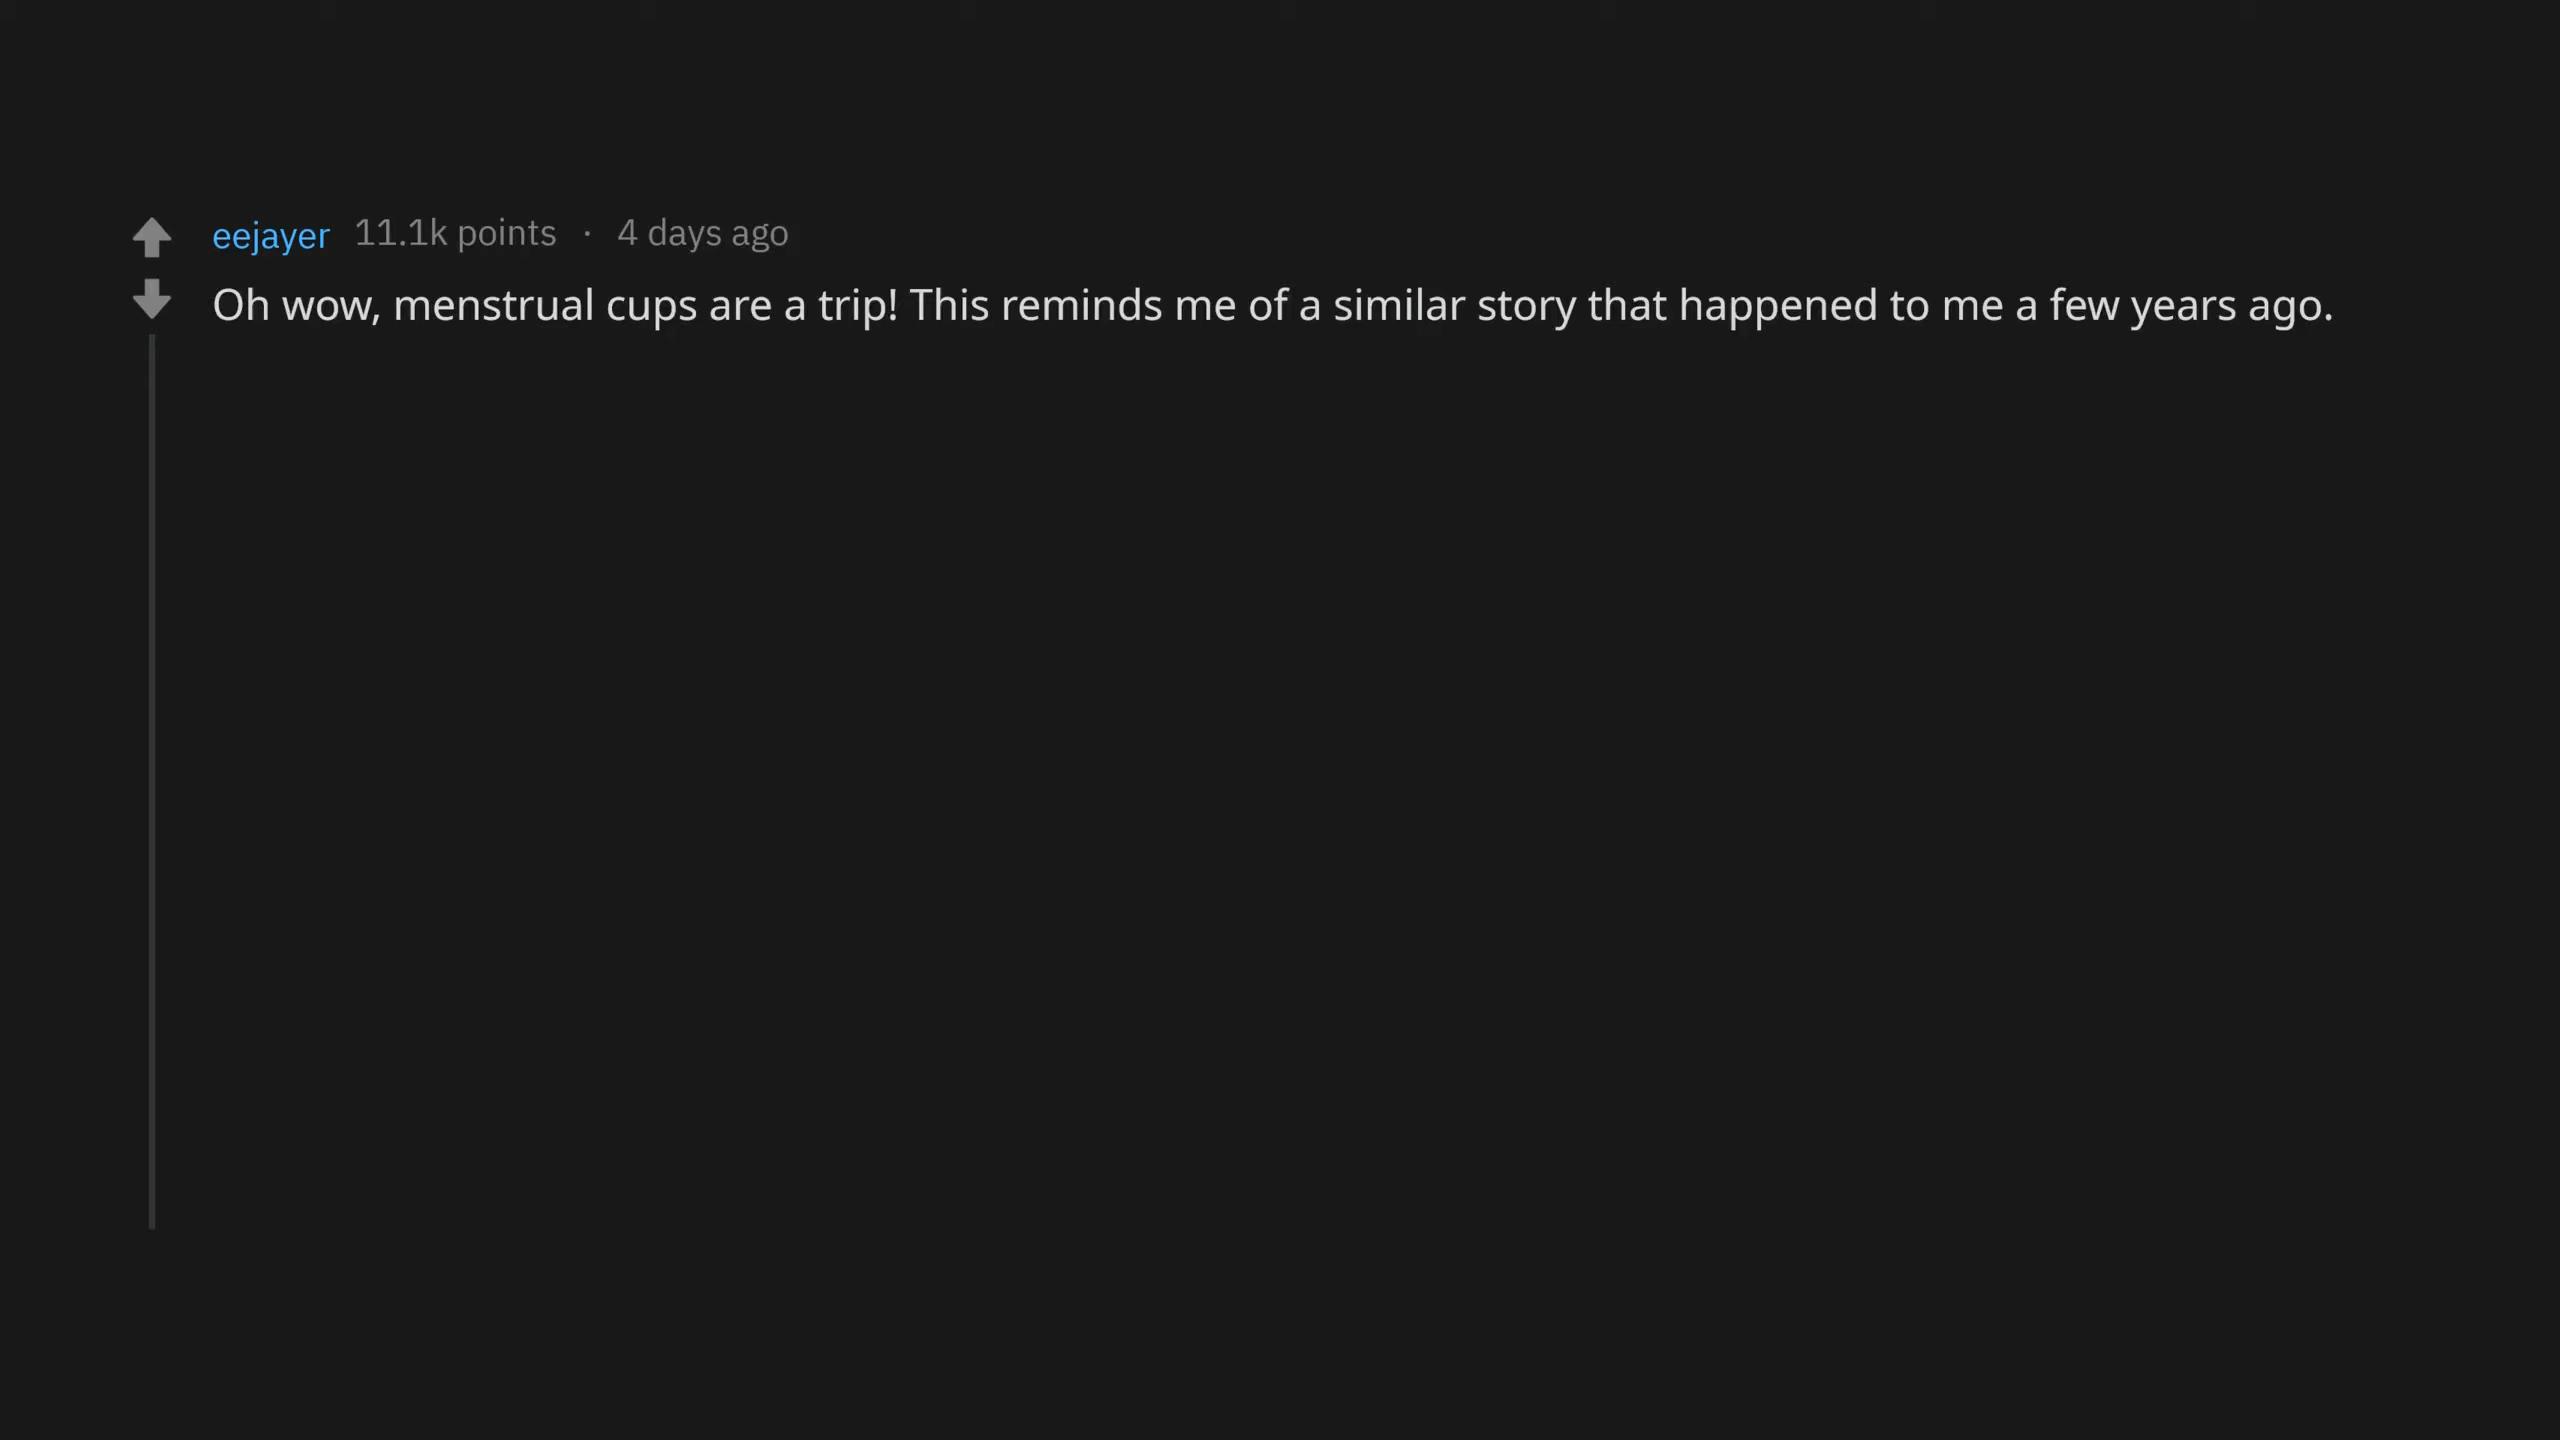 eejayer 11.1k points · 4 days ago
Oh wow, menstrual cups are a trip! This reminds me of a similar story that happened to me a few years ago.